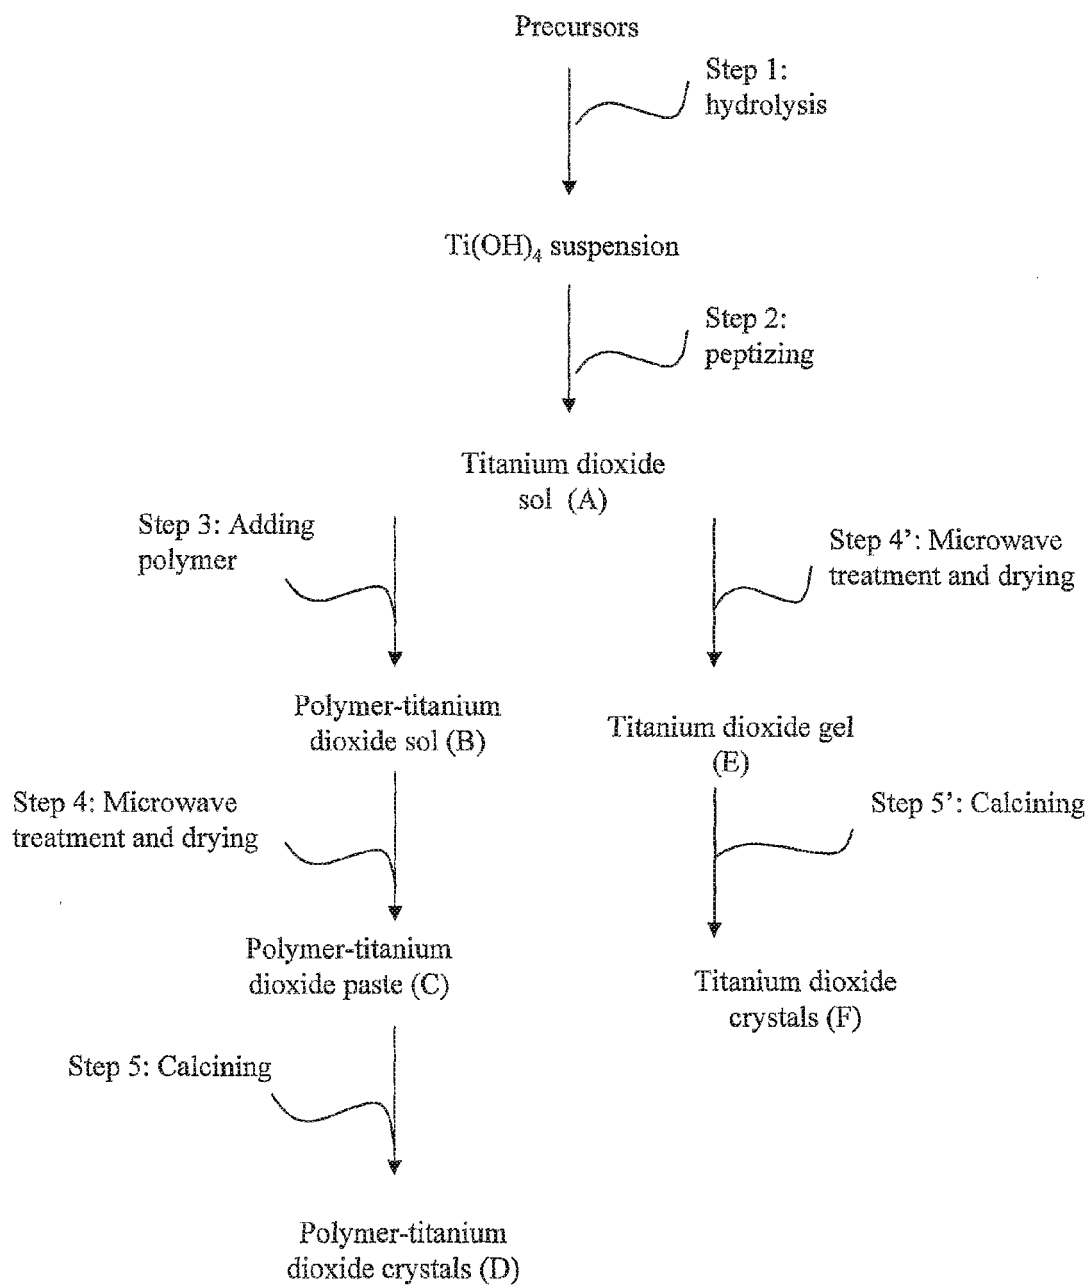 Precursors
Step 1:
hydrolysis
Ti(OH)₄ suspension
Step 2:
peptizing
Titanium dioxide
sol (A)
Step 3: Adding
polymer
Step 4’: Microwave
treatment and drying
Polymer-titanium
dioxide sol (B)
Titanium dioxide gel
(E)
Step 4: Microwave
treatment and drying
Step 5’: Calcining
Polymer-titanium
dioxide paste (C)
Titanium dioxide
crystals (F)
Step 5: Calcining
Polymer-titanium
dioxide crystals (D)